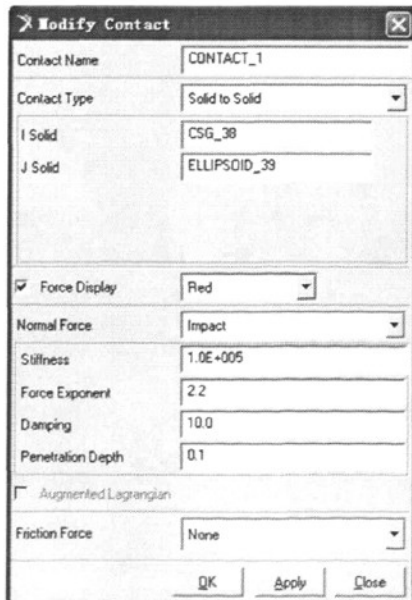 Modify Contact
Contact Name CONTACT_1
Contact Type Solid to Solid
I Solid CSG_38
J Solid ELLIPSOID_39
Force Display Red
Normal Force Impact
Stiffness 1.0E+005
Force Exponent 2.2
Damping 10.0
Penetration Depth 0.1
Augmented Lagrangian
Friction Force None
OK Apply Close